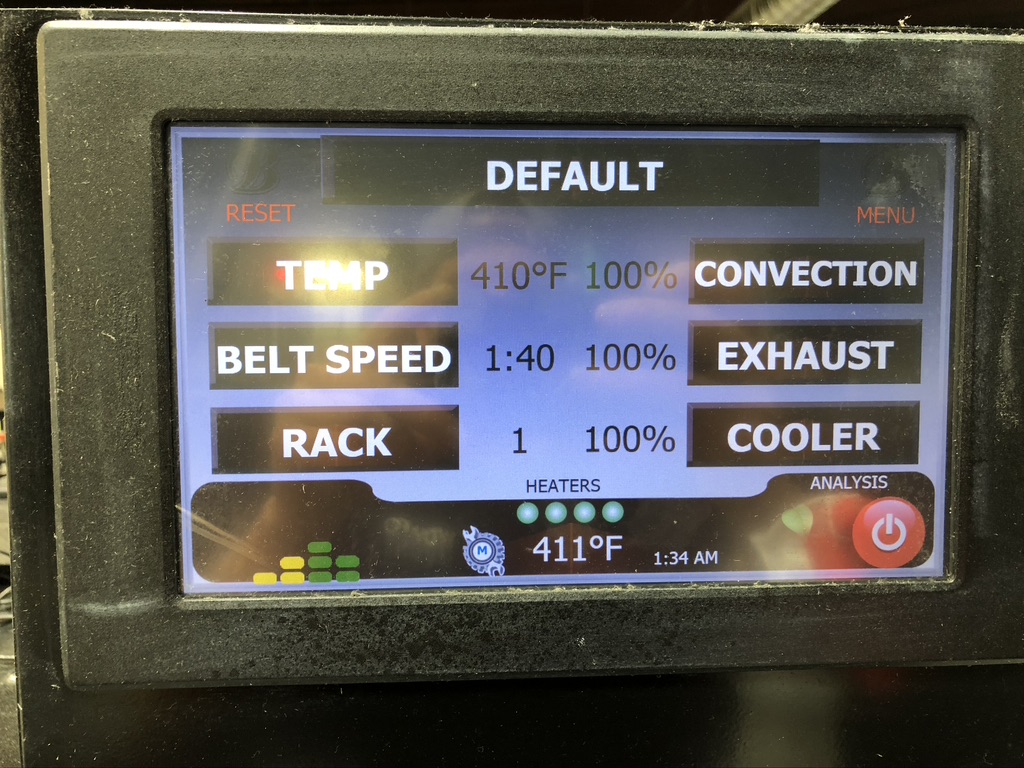 DEFAULT
RESET
MENU
TEMP 410°F 100% CONVECTION
BELT SPEED 1:40 100% EXHAUST
RACK 1 100% COOLER
HEATERS
ANALYSIS
M 411°F 1:34 AM